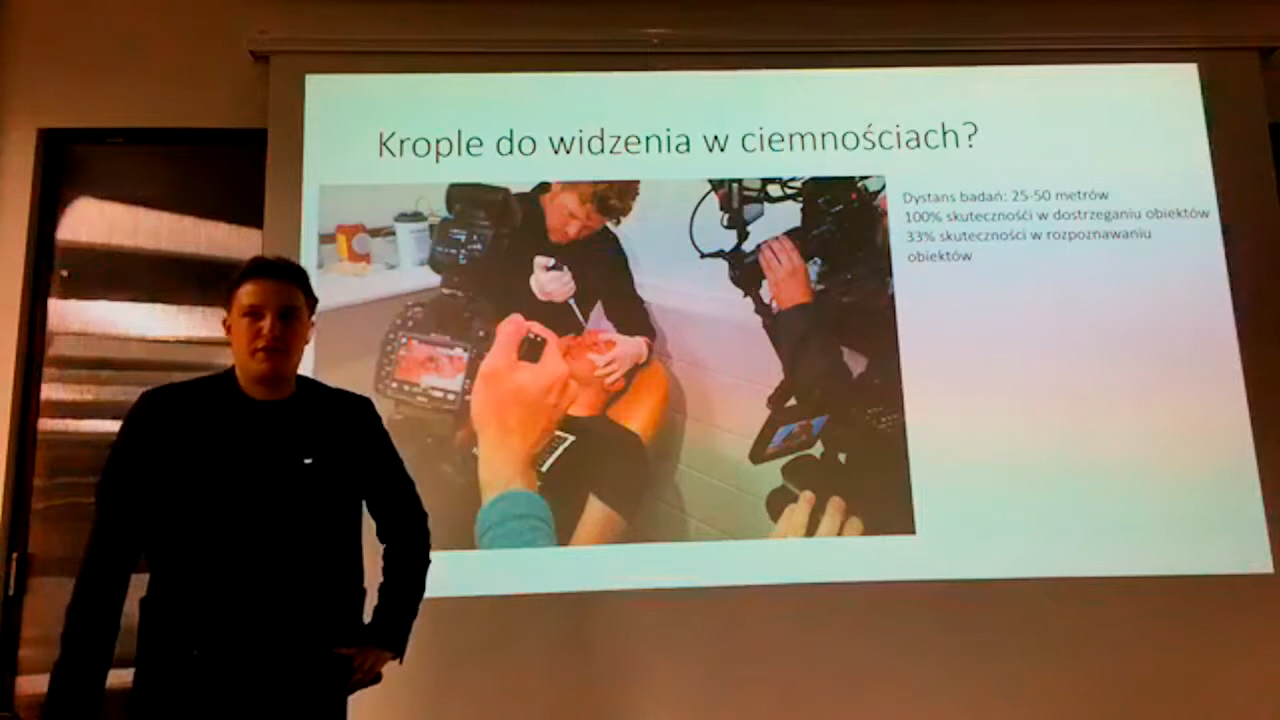 Krople do widzenia w ciemnościach?
Dystans badań: 25-50 metrów
100% skuteczności w dostrzeganiu obiektów
33% skuteczności w rozpoznawaniu
obiektów